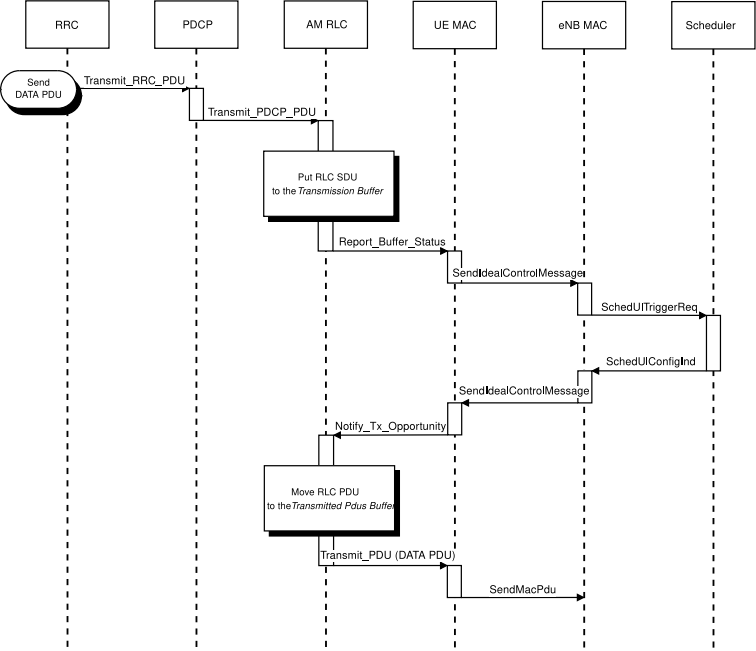 RRC
PDCP
AM RLC
UE MAC
eNB MAC
Scheduler
Send
DATA PDU
Transmit_RRC_PDU
Transmit_PDCP_PDU
Put RLC SDU
to the Transmission Buffer
Report_Buffer_Status
SendIdealControlMessage
SchedUlTriggerReq
SchedUlConfigInd
SendIdealControlMessage
Notify_Tx_Opportunity
Move RLC PDU
to the Transmitted Pdus Buffer
Transmit_PDU (DATA PDU)
SendMacPdu